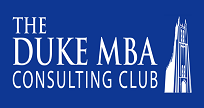 THE
DUKE MBA
CONSULTING CLUB